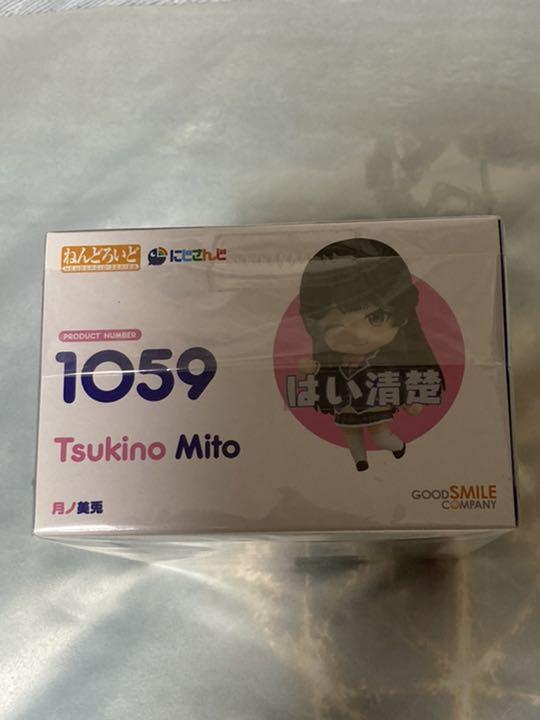 ねんどろいど
NENDOROID SERIES
にじさんじ
PRODUCT NUMBER
1059
Tsukino Mito
はい清楚
月ノ美兎
GOOD SMILE
COMPANY